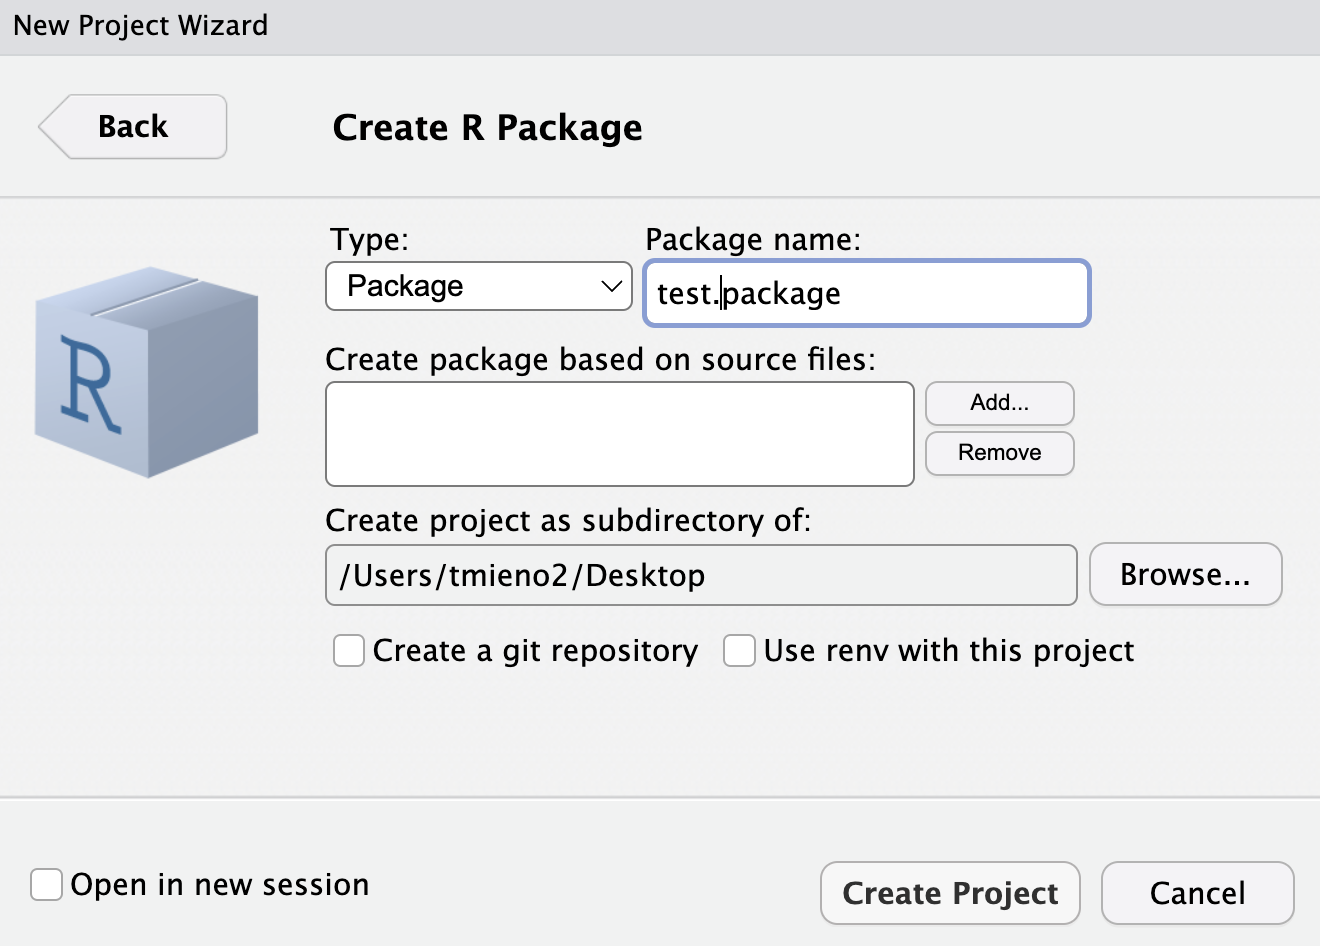 New Project Wizard
Back
Create R Package
Type:
Package name:
Package
test.package
R
Create package based on source files:
Add...
Remove
Create project as subdirectory of:
/Users/tmieno2/Desktop
Browse...
Create a git repository
Use renv with this project
Open in new session
Create Project
Cancel